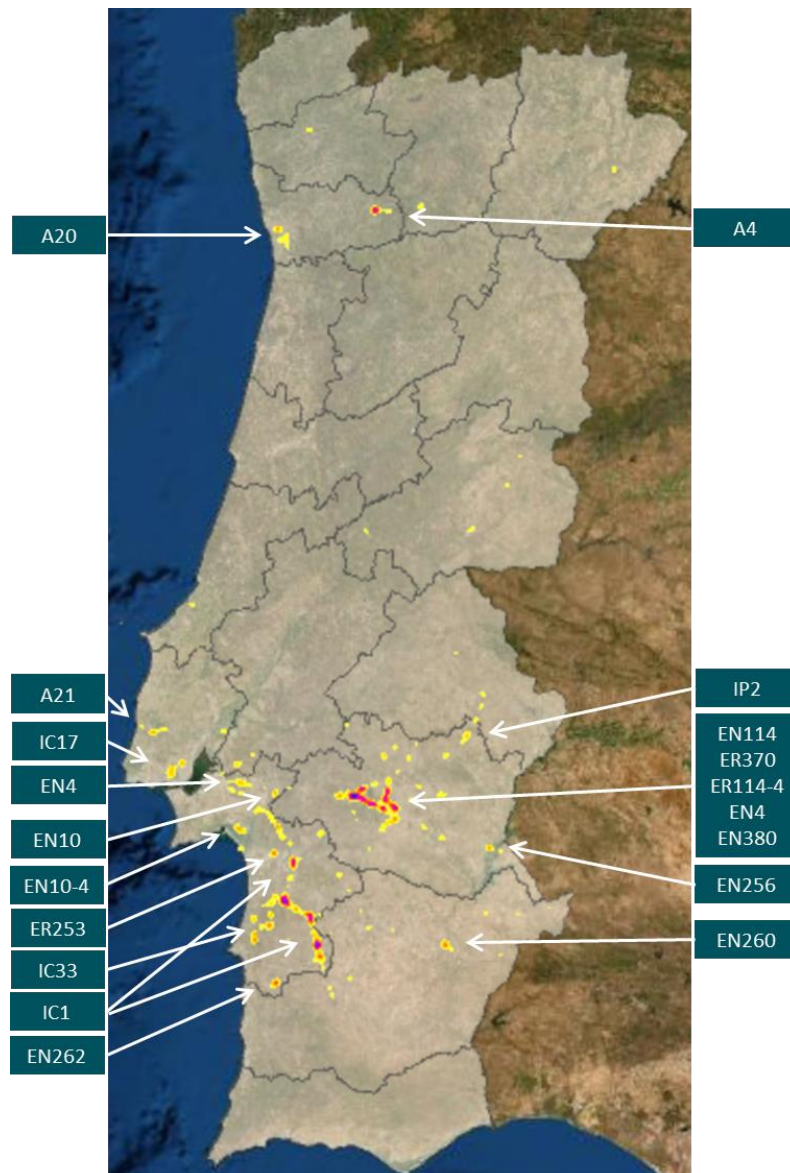 A20
A4
A21
IC17
EN4
EN10
EN10-4
ER253
IC33
IC1
EN262
IP2
EN114
ER370
ER114-4
EN4
EN380
EN256
EN260